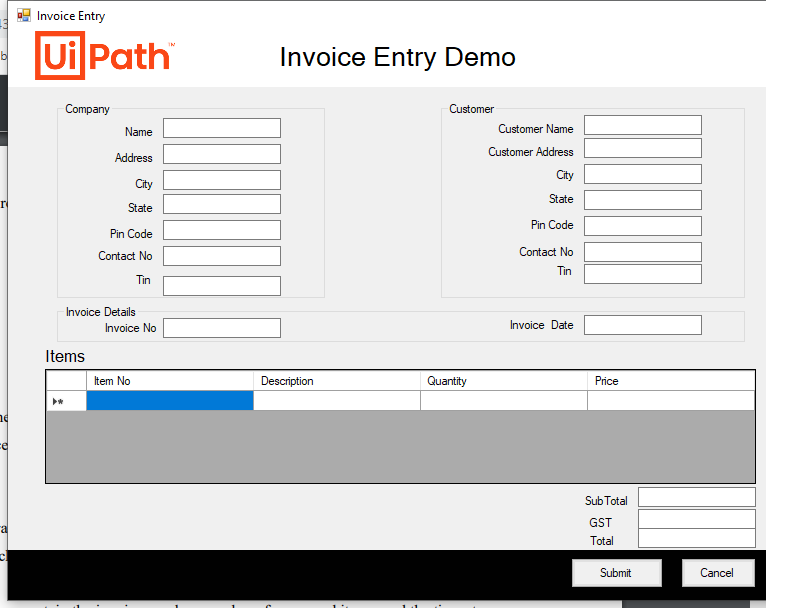 Invoice Entry
UiPath™
Invoice Entry Demo
Company
Name
Address
City
State
Pin Code
Contact No
Tin
Customer
Customer Name
Customer Address
City
State
Pin Code
Contact No
Tin
Invoice Details
Invoice No
Invoice Date
Items
Item No Description Quantity Price
SubTotal
GST
Total
Submit Cancel